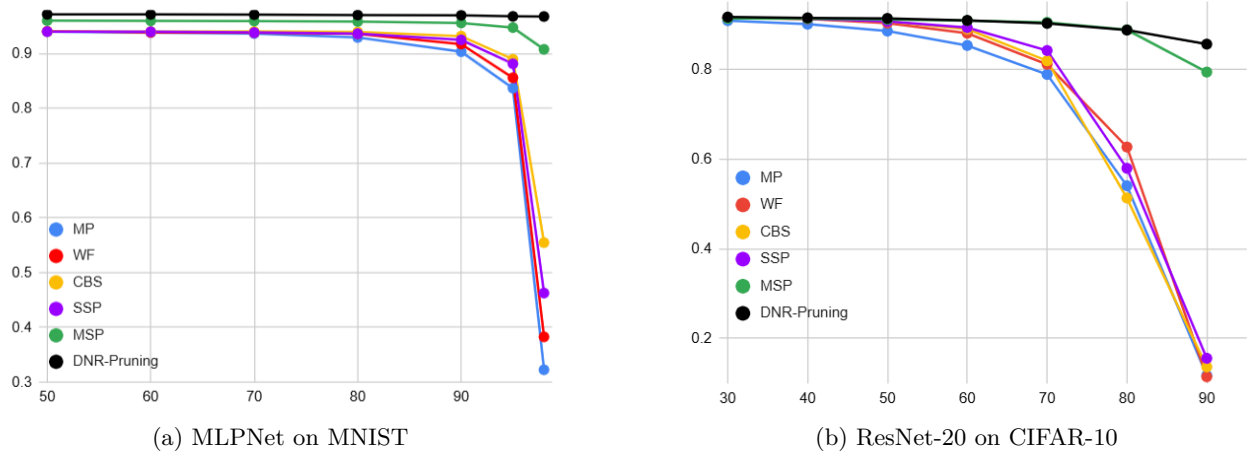 0.9
0.8
0.7
0.6
0.5
0.4
0.3
MP
WF
CBS
SSP
MSP
DNR-Pruning
50 60 70 80 90
(a) MLPNet on MNIST
0.8
0.6
0.4
0.2
MP
WF
CBS
SSP
MSP
DNR-Pruning
30 40 50 60 70 80 90
(b) ResNet-20 on CIFAR-10